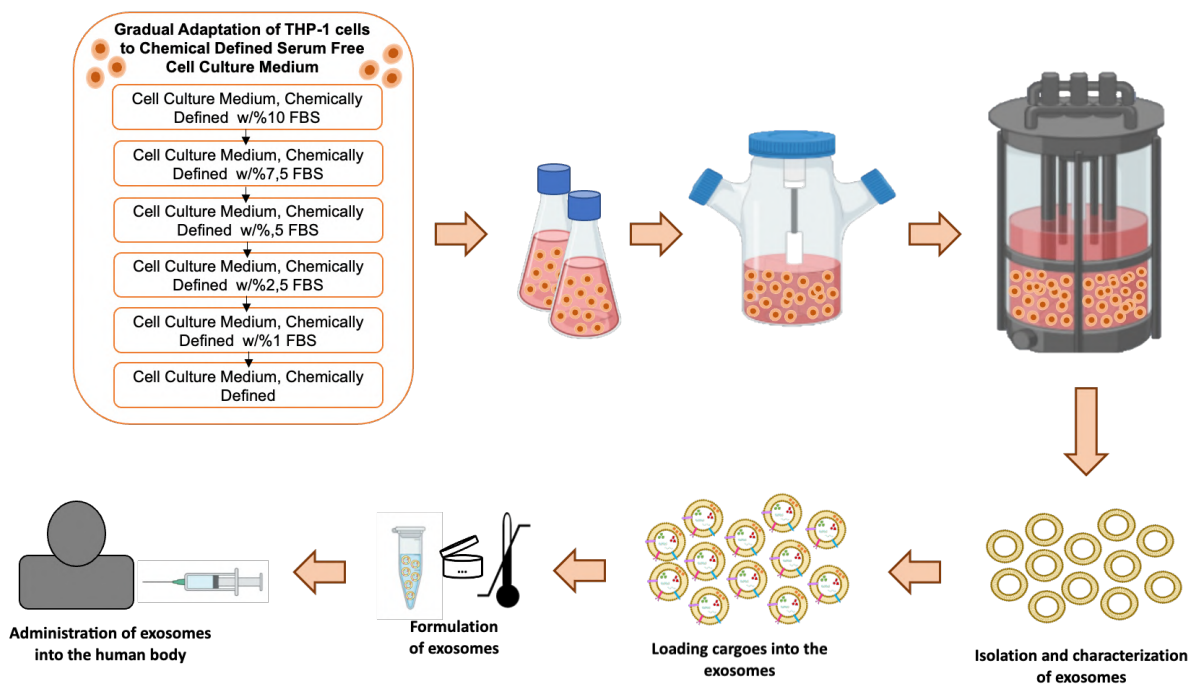 Gradual Adaptation of THP-1 cells
to Chemical Defined Serum Free
Cell Culture Medium
Cell Culture Medium, Chemically
Defined w/%10 FBS
Cell Culture Medium, Chemically
Defined w/%7,5 FBS
Cell Culture Medium, Chemically
Defined w/%,5 FBS
Cell Culture Medium, Chemically
Defined w/%2,5 FBS
Cell Culture Medium, Chemically
Defined w/%1 FBS
Cell Culture Medium, Chemically
Defined
Administration of exosomes
into the human body
Formulation
of exosomes
Loading cargoes into the
exosomes
Isolation and characterization
of exosomes